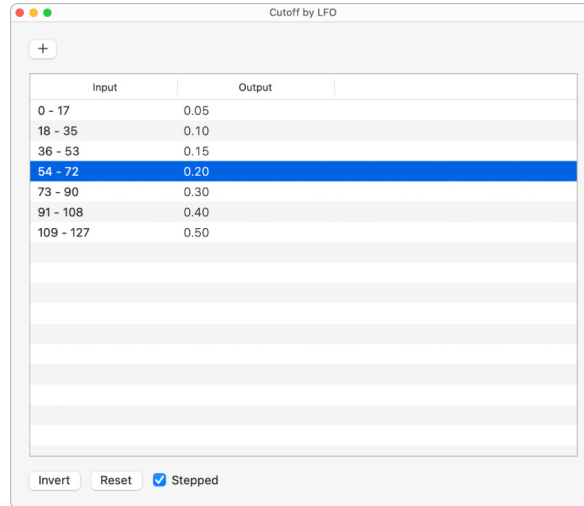 Cutoff by LFO
+
Input Output
0 - 17 0.05
18 - 35 0.10
36 - 53 0.15
54 - 72 0.20
73 - 90 0.30
91 - 108 0.40
109 - 127 0.50
Invert Reset Stepped